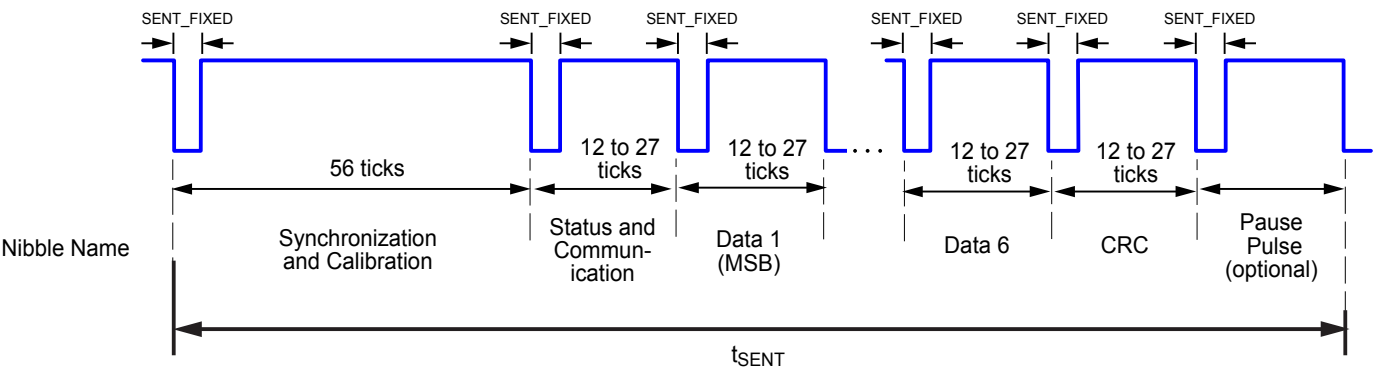 SENT_FIXED SENT_FIXED SENT_FIXED SENT_FIXED SENT_FIXED SENT_FIXED
56 ticks
12 to 27
ticks
12 to 27
ticks
. . .
12 to 27
ticks
12 to 27
ticks
Nibble Name
Synchronization
and Calibration
Status and
Commun-
ication
Data 1
(MSB)
Data 6
CRC
Pause
Pulse
(optional)
tSENT